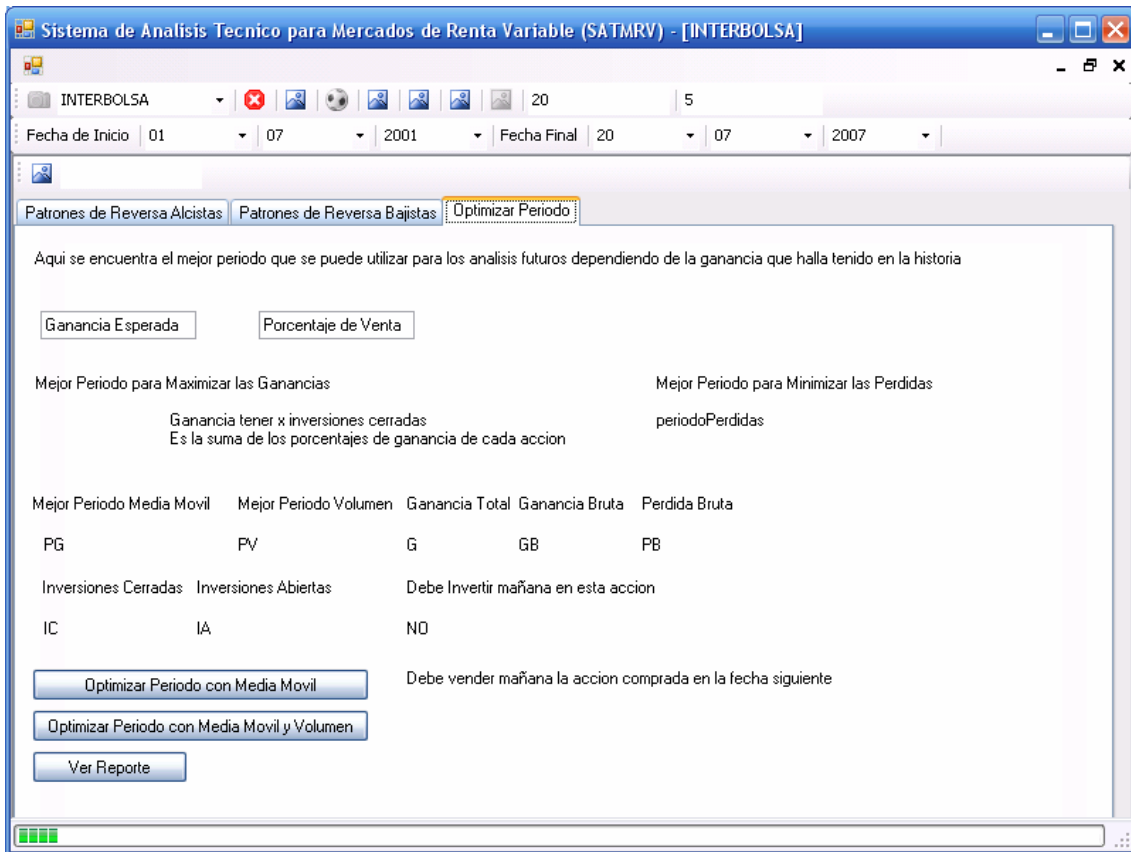 Sistema de Analisis Tecnico para Mercados de Renta Variable (SATMRV) - [INTERBOLSA]
INTERBOLSA 20 5
Fecha de Inicio 01 07 2001 Fecha Final 20 07 2007
Patrones de Reversa Alcistas Patrones de Reversa Bajistas Optimizar Periodo
Aqui se encuentra el mejor periodo que se puede utilizar para los analisis futuros dependiendo de la ganancia que halla tenido en la historia
Ganancia Esperada Porcentaje de Venta
Mejor Periodo para Maximizar las Ganancias Mejor Periodo para Minimizar las Perdidas
Ganancia tener x inversiones cerradas periodoPerdidas
Es la suma de los porcentajes de ganancia de cada accion
Mejor Periodo Media Movil Mejor Periodo Volumen Ganancia Total Ganancia Bruta Perdida Bruta
PG PV G GB PB
Inversiones Cerradas Inversiones Abiertas Debe Invertir mañana en esta accion
IC IA NO
Optimizar Periodo con Media Movil Debe vender mañana la accion comprada en la fecha siguiente
Optimizar Periodo con Media Movil y Volumen
Ver Reporte